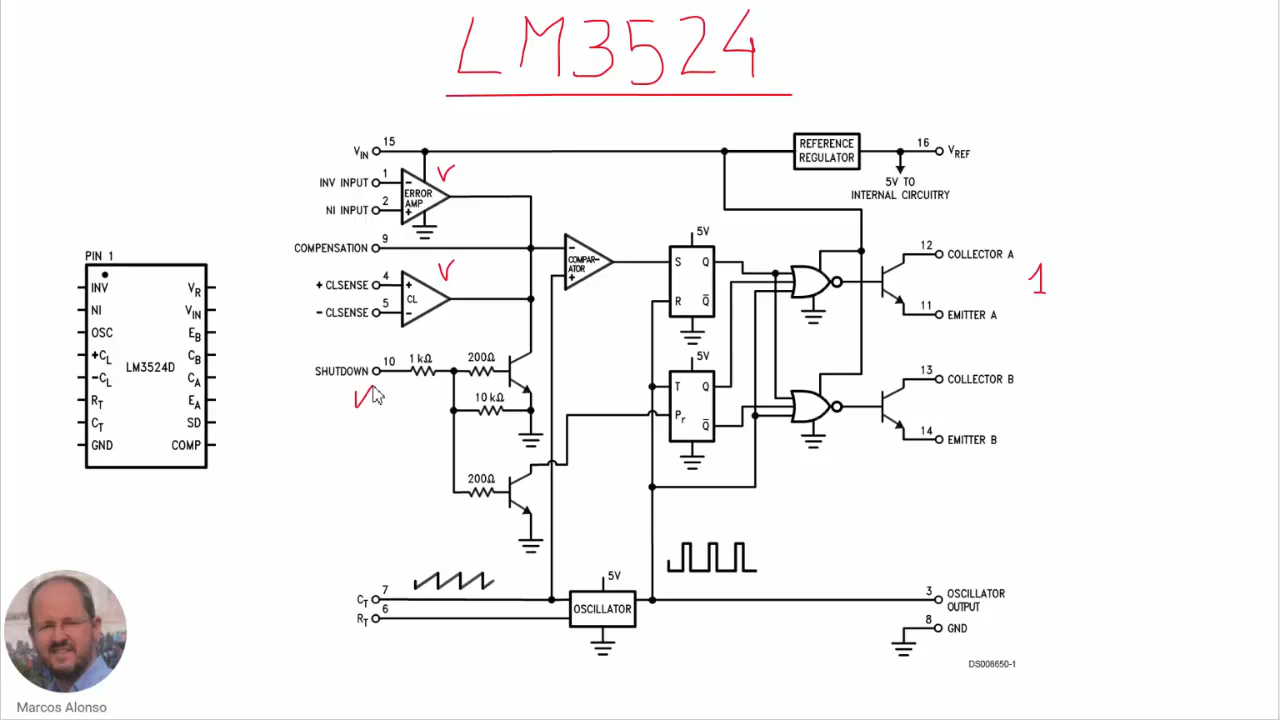 LM3524
PIN 1
INV
NI
OSC
+CL
-CL
RT
CT
GND
LM3524D
VR
VIN
EB
CB
CA
EA
SD
COMP
VIN 15
REFERENCE
REGULATOR
16 VREF
5V TO
INTERNAL CIRCUITRY
INV INPUT 1
NI INPUT 2
- ERROR
AMP
+
COMPENSATION 9
- COMPAR-
ATOR
+
+ CLSENSE 4
- CLSENSE 5
+ CL -
5V
S Q
R Q̅
12 COLLECTOR A
11 EMITTER A
1
SHUTDOWN 10 1 kΩ 200Ω
10 kΩ
200Ω
5V
T Q
Pr Q̅
13 COLLECTOR B
14 EMITTER B
CT 7
RT 6
5V
OSCILLATOR
3 OSCILLATOR
OUTPUT
8 GND
DS008650-1
Marcos Alonso